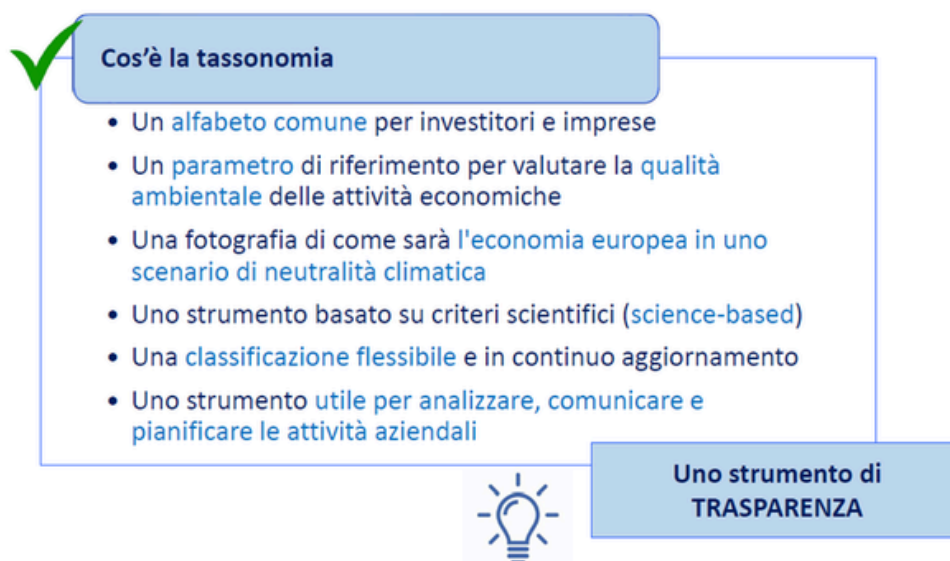 Cos'è la tassonomia
• Un alfabeto comune per investitori e imprese
• Un parametro di riferimento per valutare la qualità
ambientale delle attività economiche
• Una fotografia di come sarà l'economia europea in uno
scenario di neutralità climatica
• Uno strumento basato su criteri scientifici (science-based)
• Una classificazione flessibile e in continuo aggiornamento
• Uno strumento utile per analizzare, comunicare e
pianificare le attività aziendali
Uno strumento di
TRASPARENZA